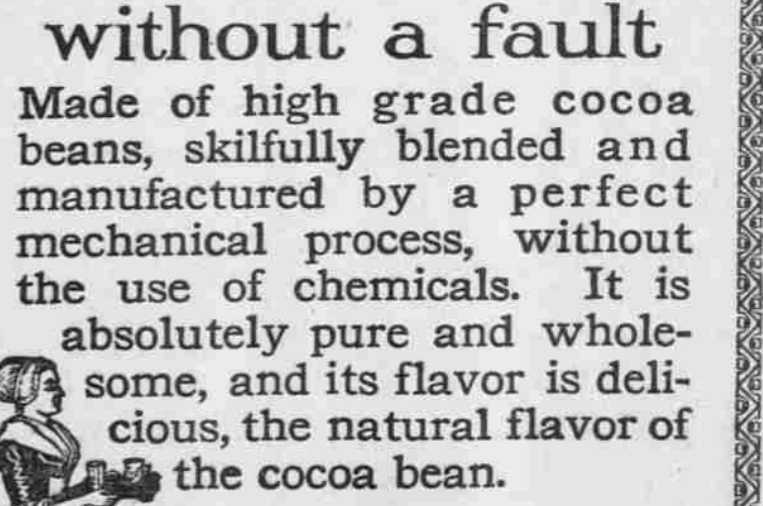 without a fault
Made of high grade cocoa
beans, skilfully blended and
manufactured by a perfect
mechanical process, without
the use of chemicals. It is
absolutely pure and whole-
some, and its flavor is deli-
cious, the natural flavor of
the cocoa bean.